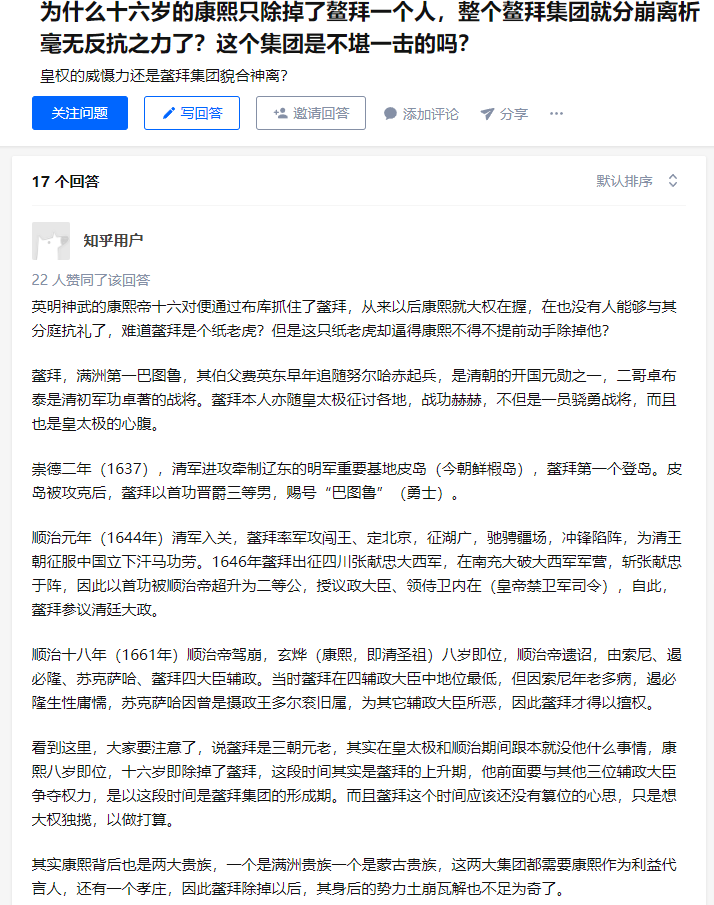 为什么十六岁的康熙只除掉了鳌拜一个人，整个鳌拜集团就分崩离析
毫无反抗之力了？这个集团是不堪一击的吗？
皇权的威慑力还是鳌拜集团貌合神离？
关注问题
写回答
邀请回答
添加评论
分享
17 个回答
默认排序
知乎用户
22 人赞同了该回答
英明神武的康熙帝十六对便通过布库抓住了鳌拜，从来以后康熙就大权在握，在也没有人能够与其
分庭抗礼了，难道鳌拜是个纸老虎？但是这只纸老虎却逼得康熙不得不提前动手除掉他？
鳌拜，满洲第一巴图鲁，其伯父费英东早年追随努尔哈赤起兵，是清朝的开国元勋之一，二哥卓布
泰是清初军功卓著的战将。鳌拜本人亦随皇太极征讨各地，战功赫赫，不但是一员骁勇战将，而且
也是皇太极的心腹。
崇德二年（1637），清军进攻牵制辽东的明军重要基地皮岛（今朝鲜椴岛），鳌拜第一个登岛。皮
岛被攻克后，鳌拜以首功晋爵三等男，赐号“巴图鲁”（勇士）。
顺治元年（1644年）清军入关，鳌拜率军攻闯王、定北京，征湖广，驰骋疆场，冲锋陷阵，为清王
朝征服中国立下汗马功劳。1646年鳌拜出征四川张献忠大西军，在南充大破大西军军营，斩张献忠
于阵，因此以首功被顺治帝超升为二等公，授议政大臣、领侍卫内在（皇帝禁卫军司令），自此，
鳌拜参议清廷大政。
顺治十八年（1661年）顺治帝驾崩，玄烨（康熙，即清圣祖）八岁即位，顺治帝遗诏，由索尼、遏
必隆、苏克萨哈、鳌拜四大臣辅政。当时鳌拜在四辅政大臣中地位最低，但因索尼年老多病，遏必
隆生性庸懦，苏克萨哈因曾是摄政王多尔衮旧属，为其它辅政大臣所恶，因此鳌拜才得以擅权。
看到这里，大家要注意了，说鳌拜是三朝元老，其实在皇太极和顺治期间跟本就没他什么事情，康
熙八岁即位，十六岁即除掉了鳌拜，这段时间其实是鳌拜的上升期，他前面要与其他三位辅政大臣
争夺权力，是以这段时间是鳌拜集团的形成期。而且鳌拜这个时间应该还没有篡位的心思，只是想
大权独揽，以做打算。
其实康熙背后也是两大贵族，一个是满洲贵族一个是蒙古贵族，这两大集团都需要康熙作为利益代
言人，还有一个孝庄，因此鳌拜除掉以后，其身后的势力土崩瓦解也不足为奇了。